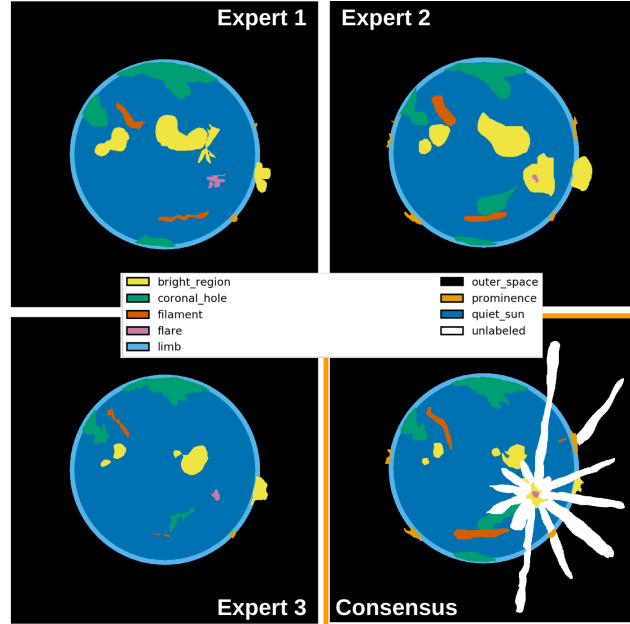 Expert 1
Expert 2
bright_region
coronal_hole
filament
flare
limb
outer_space
prominence
quiet_sun
unlabeled
Expert 3
Consensus